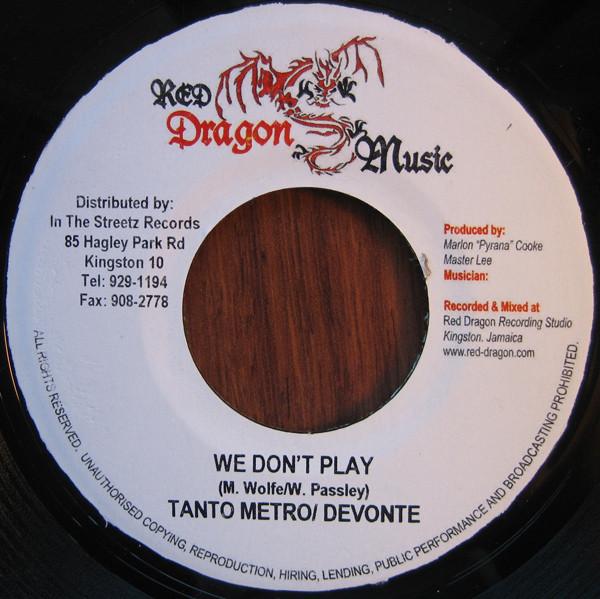 RED
Dragon
Music
Distributed by:
In The Streetz Records
85 Hagley Park Rd
Kingston 10
Tel: 929-1194
Fax: 908-2778
Produced by:
Marlon "Pyrana" Cooke
Master Lee
Musician:
Recorded & Mixed at
Red Dragon Recording Studio
Kingston. Jamaica
www.red-dragon.com
WE DON'T PLAY
(M. Wolfe/W. Passley)
TANTO METRO/ DEVONTE
ALL RIGHTS RESERVED. UNAUTHORISED COPYING, REPRODUCTION, HIRING, LENDING, PUBLIC PERFORMANCE AND BROADCASTING PROHIBITED.